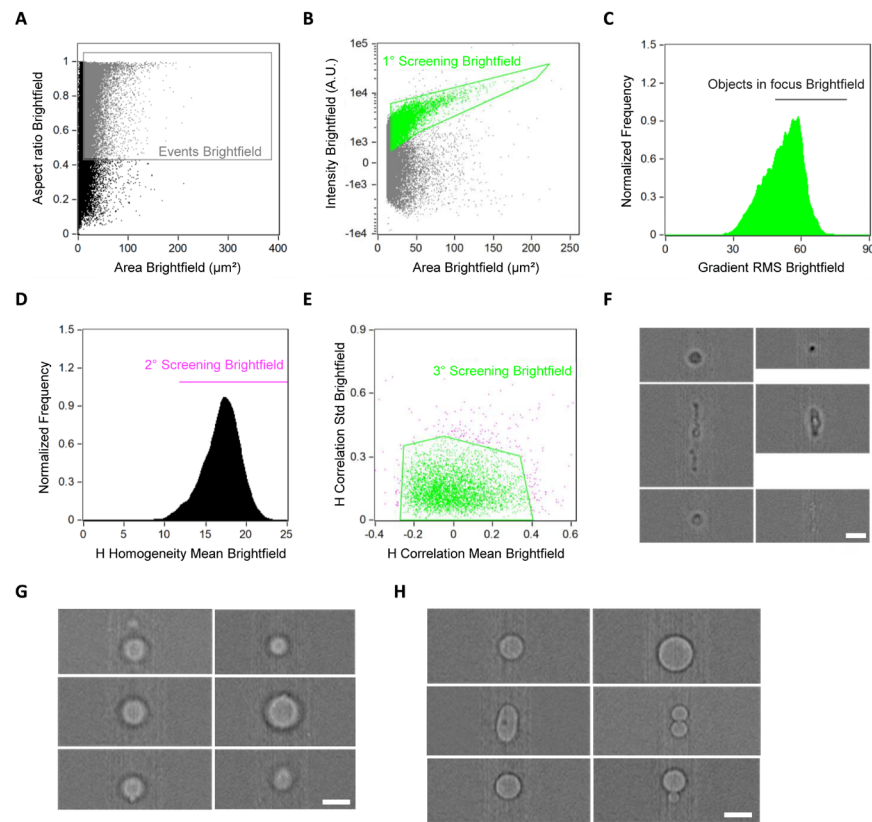 A
Aspect ratio Brightfield
1
0.8
0.6
0.4
0.2
0
Events Brightfield
0
100
200
300
400
Area Brightfield (µm²)
B
Intensity Brightfield (A.U.)
1e5
1e4
1e3
0
-1e3
-1e4
1° Screening Brightfield
0
50
100
150
200
250
Area Brightfield (µm²)
C
Normalized Frequency
1.5
1.2
0.9
0.6
0.3
0
Objects in focus Brightfield
0
30
60
90
Gradient RMS Brightfield
D
Normalized Frequency
1.5
1.2
0.9
0.6
0.3
0
2° Screening Brightfield
0
5
10
15
20
25
H Homogeneity Mean Brightfield
E
H Correlation Std Brightfield
0.9
0.6
0.3
0
3° Screening Brightfield
-0.4
-0.2
0
0.2
0.4
0.6
H Correlation Mean Brightfield
F
G
H